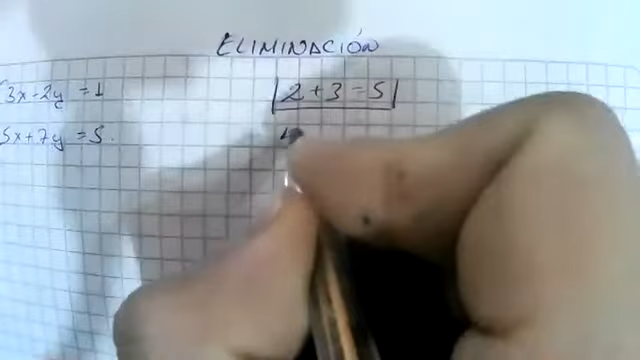 ELIMINACIÓN
3x-2y = 1
2 + 3 = 5
5x+7y = 5.